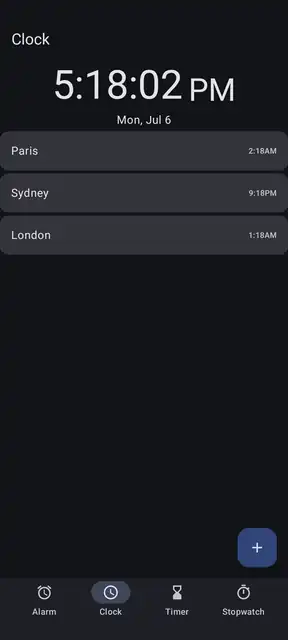 Clock
5:18:02 PM
Mon, Jul 6
Paris 2:18AM
Sydney 9:18PM
London 1:18AM
+
Alarm Clock Timer Stopwatch